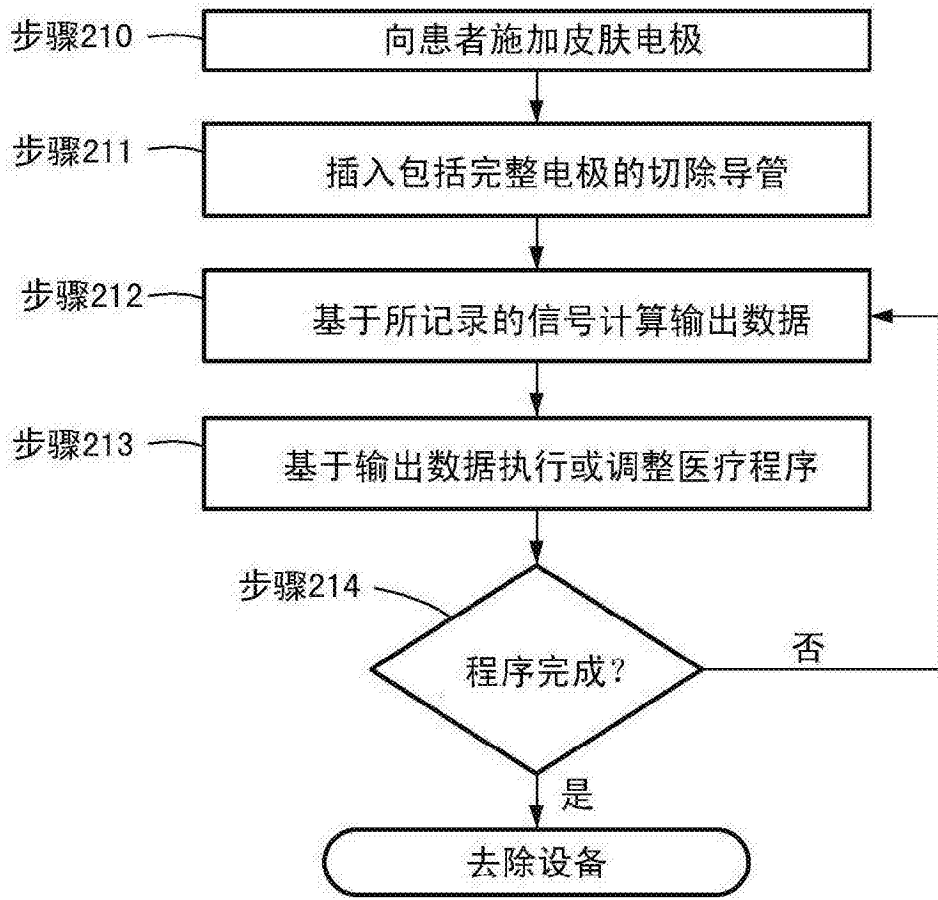 步骤210
向患者施加皮肤电极
步骤211
插入包括完整电极的切除导管
步骤212
基于所记录的信号计算输出数据
步骤213
基于输出数据执行或调整医疗程序
步骤214
程序完成?
否
是
去除设备